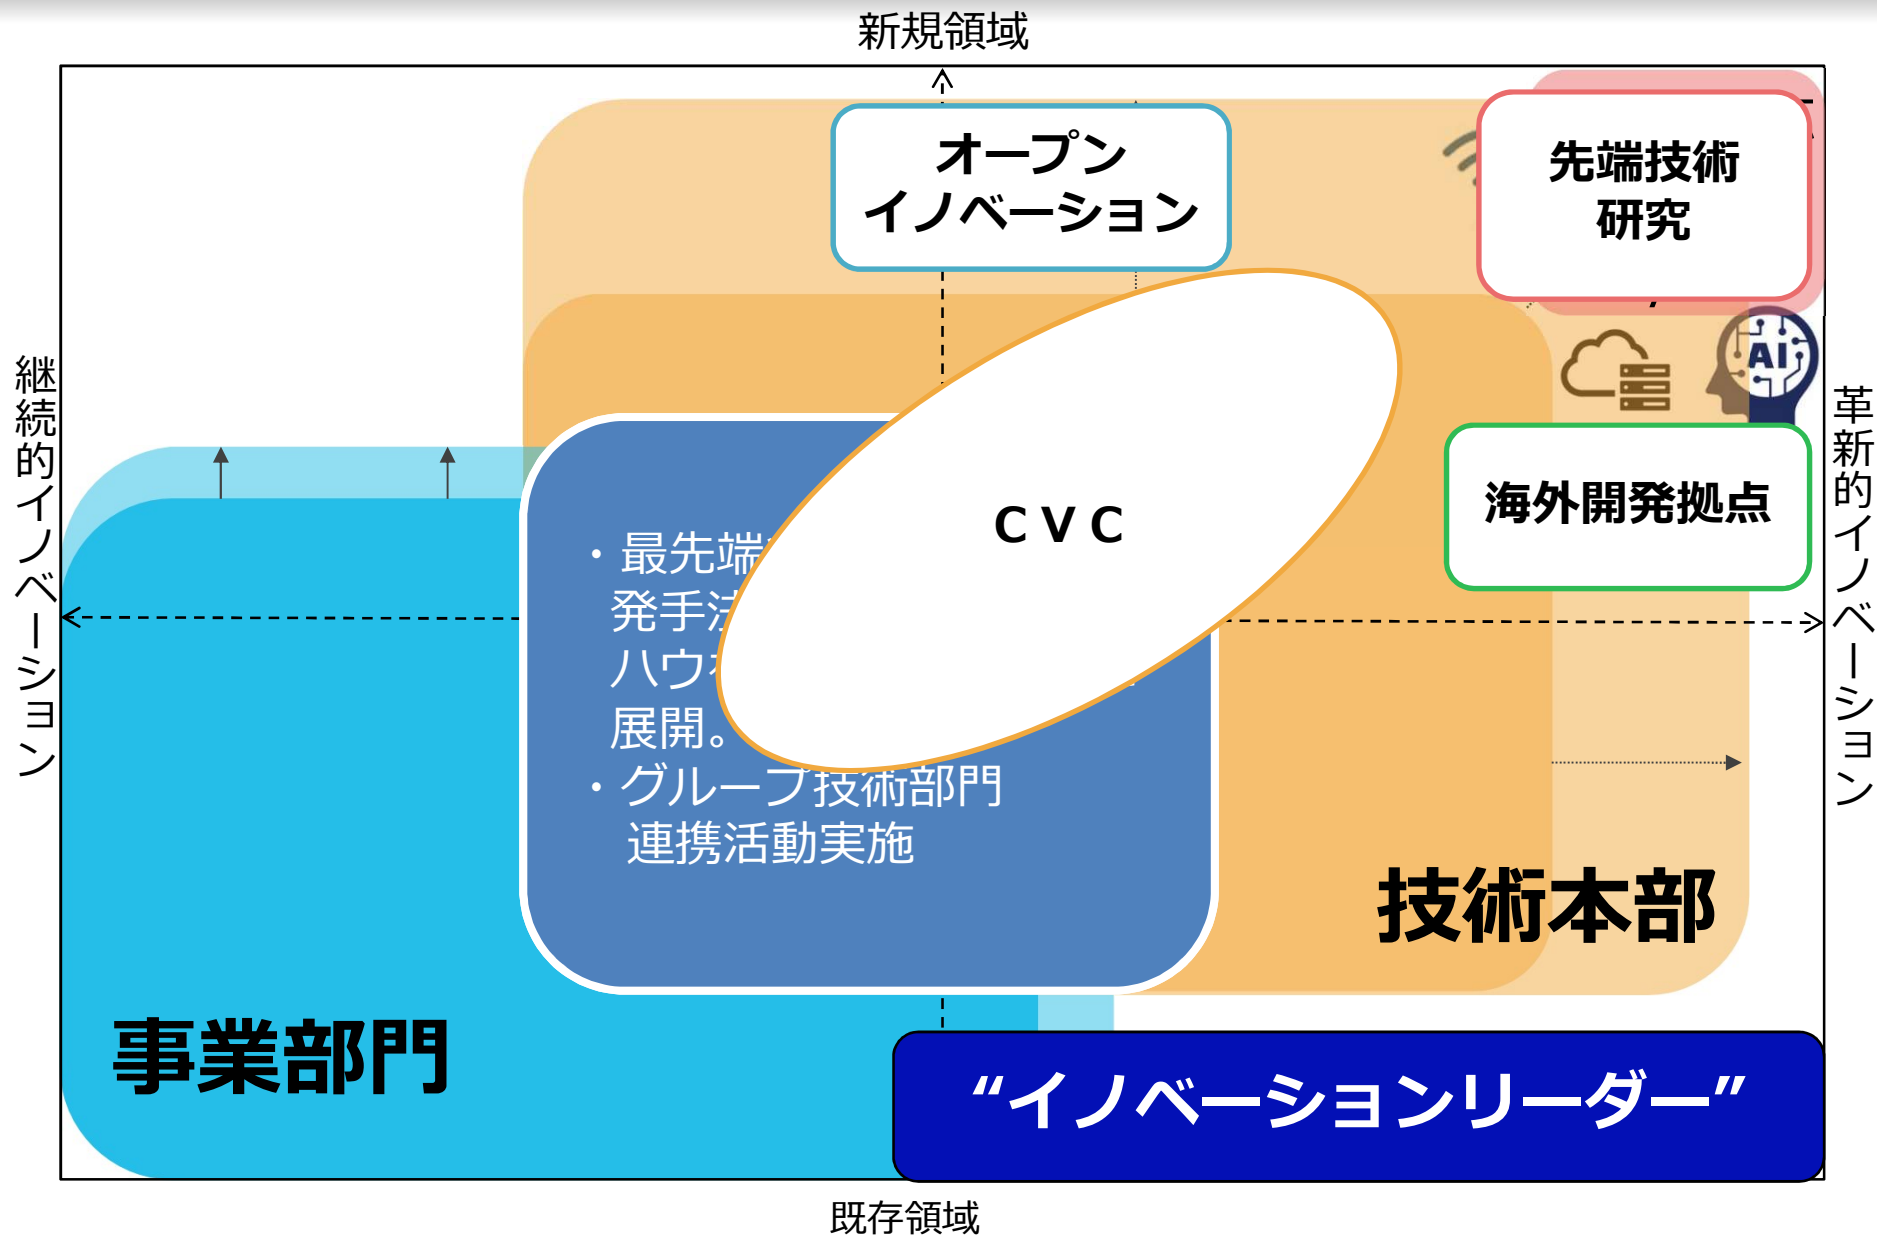 新規領域
オープン
イノベーション
先端技術
研究
AI
継続的イノベーション
革新的イノベーション
海外開発拠点
CVC
・最先端
発手
ハウ
展開。
・グループ技術部門
連携活動実施
技術本部
事業部門
“イノベーションリーダー”
既存領域